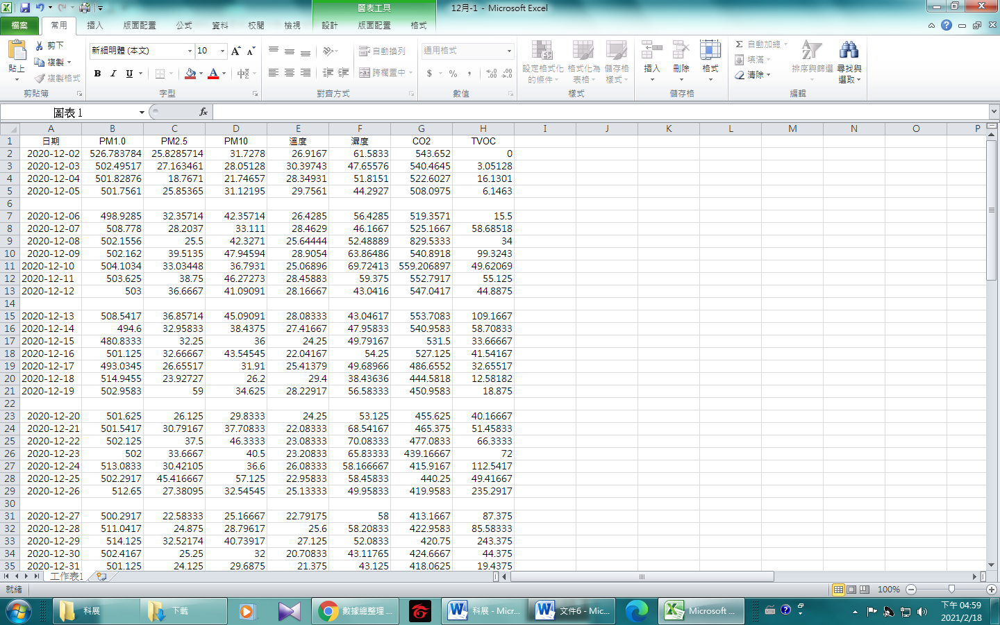 圖表工具
12月-1 - Microsoft Excel
檔案 常用 插入 版面配置 公式 資料 校閱 檢視 設計 版面配置 格式
貼上 剪下 複製 複製格式 剪貼簿
新細明體 (本文) 10 B I U A 字型
自動換列 跨欄置中 對齊方式
通用格式 $ % , 數值
設定格式化的條件 格式化為表格 儲存格樣式 樣式
插入 刪除 格式 儲存格
Σ 自動加總 填滿 清除 排序與篩選 尋找與選取 編輯
圖表 1 fx
A B C D E F G H I J K L M N O P
1 日期 PM1.0 PM2.5 PM10 溫度 濕度 CO2 TVOC
2 2020-12-02 526.783784 25.8285714 31.7278 26.9167 61.5833 543.652 0
3 2020-12-03 502.49517 27.163461 28.05128 30.39743 47.65576 540.4645 3.05128
4 2020-12-04 501.82876 18.7671 21.74657 28.34931 51.8151 522.6027 16.1301
5 2020-12-05 501.7561 25.85365 31.12195 29.7561 44.2927 508.0975 6.1463
6
7 2020-12-06 498.9285 32.35714 42.35714 26.4285 56.4285 519.3571 15.5
8 2020-12-07 508.778 28.2037 33.111 28.4629 46.1667 525.1667 58.68518
9 2020-12-08 502.1556 25.5 42.3271 25.64444 52.48889 829.5333 34
10 2020-12-09 502.162 39.5135 47.94594 28.9054 63.86486 540.8918 99.3243
11 2020-12-10 504.1034 33.03448 36.7931 25.06896 69.72413 559.206897 49.62069
12 2020-12-11 503.625 38.75 46.27273 28.45883 59.375 552.7917 55.125
13 2020-12-12 503 36.6667 41.09091 28.16667 43.0416 547.0417 44.8875
14
15 2020-12-13 508.5417 36.85714 45.09091 28.08333 43.04617 553.7083 109.1667
16 2020-12-14 494.6 32.95833 38.4375 27.41667 47.95833 540.9583 58.70833
17 2020-12-15 480.8333 32.25 36 24.25 49.79167 531.5 33.66667
18 2020-12-16 501.125 32.66667 43.54545 22.04167 54.25 527.125 41.54167
19 2020-12-17 493.0345 26.65517 31.91 25.41379 49.68966 486.6552 32.65517
20 2020-12-18 514.9455 23.92727 26.2 29.4 38.43636 444.5818 12.58182
21 2020-12-19 502.9583 59 34.625 28.22917 56.58333 450.9583 18.875
22
23 2020-12-20 501.625 26.125 29.8333 24.25 53.125 455.625 40.16667
24 2020-12-21 501.5417 30.79167 37.70833 22.08333 68.54167 465.375 51.45833
25 2020-12-22 502.125 37.5 46.3333 23.08333 70.08333 477.0833 66.3333
26 2020-12-23 502 33.6667 40.5 23.20833 65.83333 439.16667 72
27 2020-12-24 513.0833 30.42105 36.6 26.08333 58.166667 415.9167 112.5417
28 2020-12-25 502.2917 45.416667 57.125 22.95833 58.45833 440.25 49.41667
29 2020-12-26 512.65 27.38095 32.54545 25.13333 49.95833 419.9583 235.2917
30
31 2020-12-27 500.2917 22.58333 25.16667 22.79175 58 413.1667 87.375
32 2020-12-28 511.0417 24.875 28.79617 25.6 58.20833 422.9583 85.58333
33 2020-12-29 514.125 32.52174 40.73917 27.125 52.0833 420.75 243.375
34 2020-12-30 502.4167 25.25 32 20.70833 43.11765 424.6667 44.375
35 2020-12-31 501.125 24.125 29.6875 21.375 43.125 418.0625 19.4375
工作表1
就緒 100%
科展 下載 數據總整理 ... 科展 - Micr... 文件6 - Mic... Microsoft ... 下午 04:59
2021/2/18